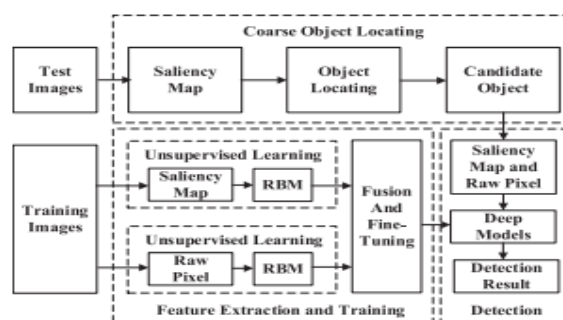 Coarse Object Locating
Test
Images
Saliency
Map
Object
Locating
Candidate
Object
Training
Images
Unsupervised Learning
Saliency
Map
RBM
Unsupervised Learning
Raw
Pixel
RBM
Fusion
And
Fine-
Tuning
Feature Extraction and Training
Saliency
Map and
Raw Pixel
Deep
Models
Detection
Result
Detection